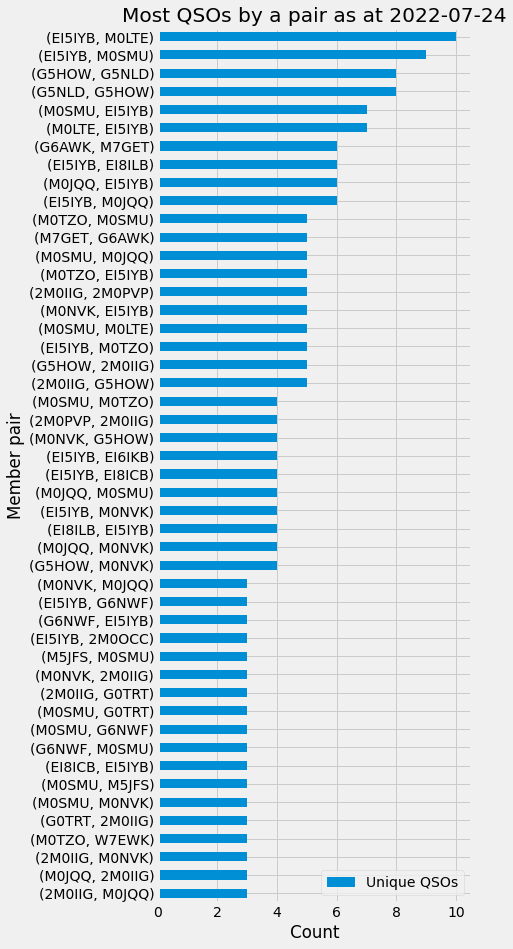 Most QSOs by a pair as at 2022-07-24
(EI5IYB, M0LTE)
(EI5IYB, M0SMU)
(G5HOW, G5NLD)
(G5NLD, G5HOW)
(M0SMU, EI5IYB)
(M0LTE, EI5IYB)
(G6AWK, M7GET)
(EI5IYB, EI8ILB)
(M0JQQ, EI5IYB)
(EI5IYB, M0JQQ)
(M0TZO, M0SMU)
(M7GET, G6AWK)
(M0SMU, M0JQQ)
(M0TZO, EI5IYB)
(2M0IIG, 2M0PVP)
(M0NVK, EI5IYB)
(M0SMU, M0LTE)
(EI5IYB, M0TZO)
(G5HOW, 2M0IIG)
(2M0IIG, G5HOW)
(M0SMU, M0TZO)
(2M0PVP, 2M0IIG)
(M0NVK, G5HOW)
(EI5IYB, EI6IKB)
(EI5IYB, EI8ICB)
(M0JQQ, M0SMU)
(EI5IYB, M0NVK)
(EI8ILB, EI5IYB)
(M0JQQ, M0NVK)
(G5HOW, M0NVK)
(M0NVK, M0JQQ)
(EI5IYB, G6NWF)
(G6NWF, EI5IYB)
(EI5IYB, 2M0OCC)
(M5JFS, M0SMU)
(M0NVK, 2M0IIG)
(2M0IIG, G0TRT)
(M0SMU, G0TRT)
(M0SMU, G6NWF)
(G6NWF, M0SMU)
(EI8ICB, EI5IYB)
(M0SMU, M5JFS)
(M0SMU, M0NVK)
(G0TRT, 2M0IIG)
(M0TZO, W7EWK)
(2M0IIG, M0NVK)
(M0JQQ, 2M0IIG)
(2M0IIG, M0JQQ)
Member pair
Unique QSOs
0 2 4 6 8 10
Count